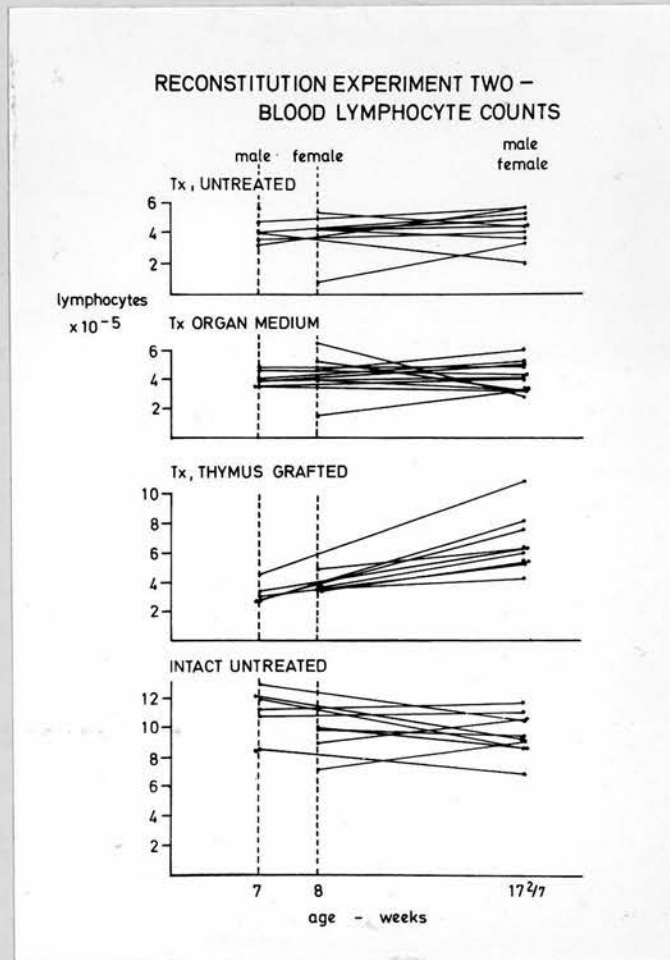 RECONSTITUTION EXPERIMENT TWO –
BLOOD LYMPHOCYTE COUNTS
male female
male
female
Tx, UNTREATED
6
4
2
lymphocytes
x 10⁻⁵
Tx ORGAN MEDIUM
6
4
2
Tx, THYMUS GRAFTED
10
8
6
4
2
INTACT UNTREATED
12
10
8
6
4
2
7 8 17 2/7
age - weeks